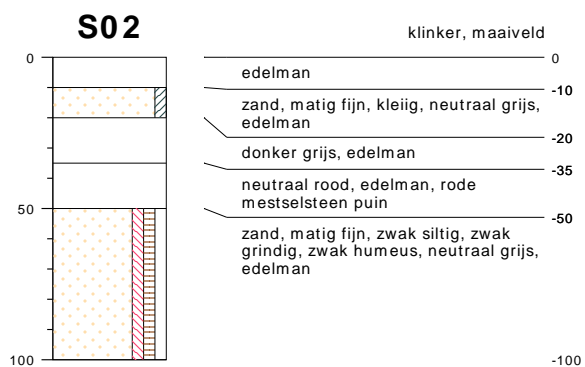 S02
klinker, maaiveld
0
0
edelman
-10
zand, matig fijn, kleiig, neutraal grijs,
edelman
-20
donker grijs, edelman
-35
neutraal rood, edelman, rode
mestselsteen puin
50
-50
zand, matig fijn, zwak siltig, zwak
grindig, zwak humeus, neutraal grijs,
edelman
100
-100